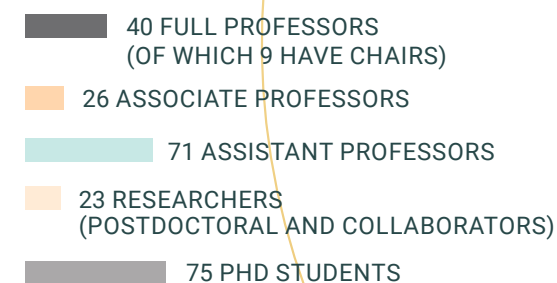 40 FULL PROFESSORS
(OF WHICH 9 HAVE CHAIRS)
26 ASSOCIATE PROFESSORS
71 ASSISTANT PROFESSORS
23 RESEARCHERS
(POSTDOCTORAL AND COLLABORATORS)
75 PHD STUDENTS